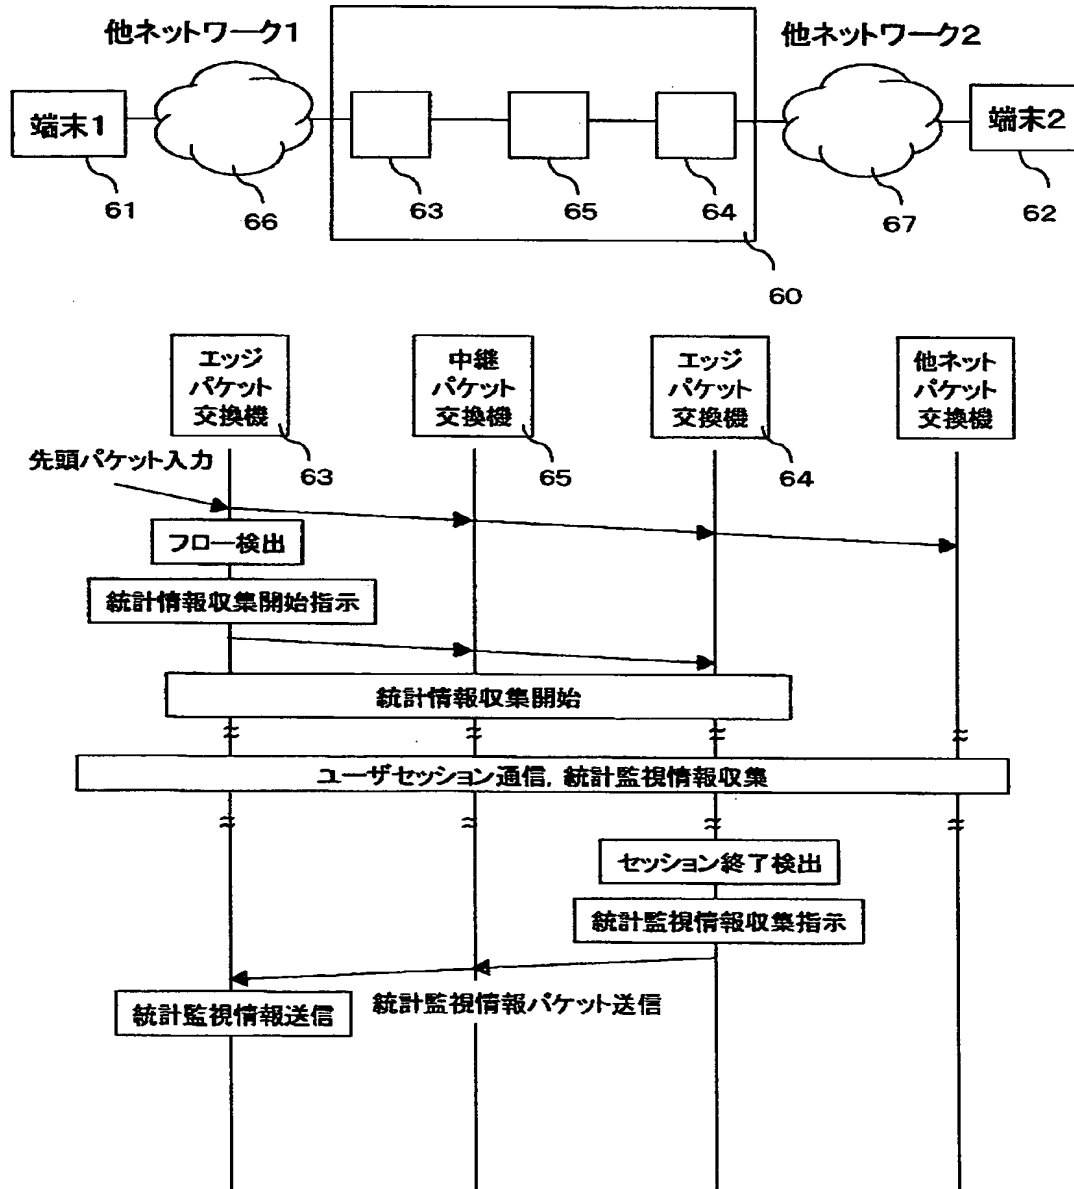 他ネットワーク1
他ネットワーク2
端末1
端末2
61
66
63
65
64
67
62
60
エッジ
パケット
交換機
中継
パケット
交換機
エッジ
パケット
交換機
他ネット
パケット
交換機
63
65
64
先頭パケット入力
フロー検出
統計情報収集開始指示
統計情報収集開始
ユーザセッション通信, 統計監視情報収集
セッション終了検出
統計監視情報収集指示
統計監視情報パケット送信
統計監視情報送信